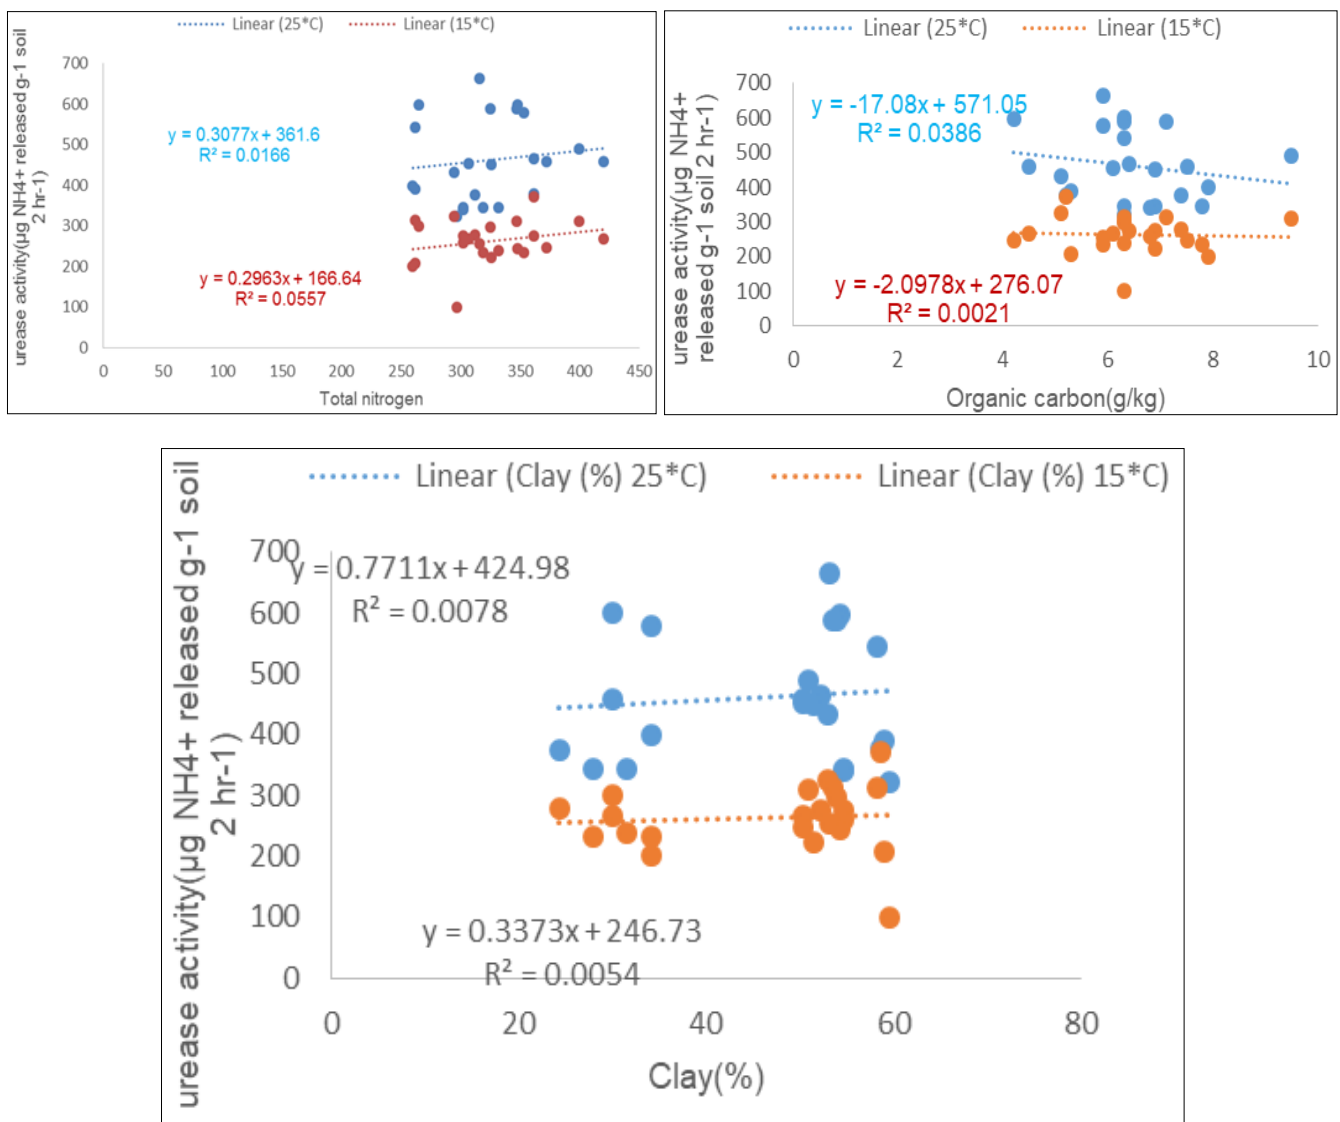 Linear (25*C) Linear (15*C)
urease activity(µg NH4+ released g-1 soil
2 hr-1)
700
600
500
400
300
200
100
0
y = 0.3077x + 361.6
R² = 0.0166
y = 0.2963x + 166.64
R² = 0.0557
0 50 100 150 200 250 300 350 400 450
Total nitrogen
Linear (25*C) Linear (15*C)
urease activity(µg NH4+
released g-1 soil 2 hr-1)
700
600
500
400
300
200
100
0
y = -17.08x + 571.05
R² = 0.0386
y = -2.0978x + 276.07
R² = 0.0021
0 2 4 6 8 10
Organic carbon(g/kg)
Linear (Clay (%) 25*C) Linear (Clay (%) 15*C)
urease activity(µg NH4+ released g-1 soil
2 hr-1)
700
600
500
400
300
200
100
0
y = 0.7711x + 424.98
R² = 0.0078
y = 0.3373x + 246.73
R² = 0.0054
0 20 40 60 80
Clay(%)